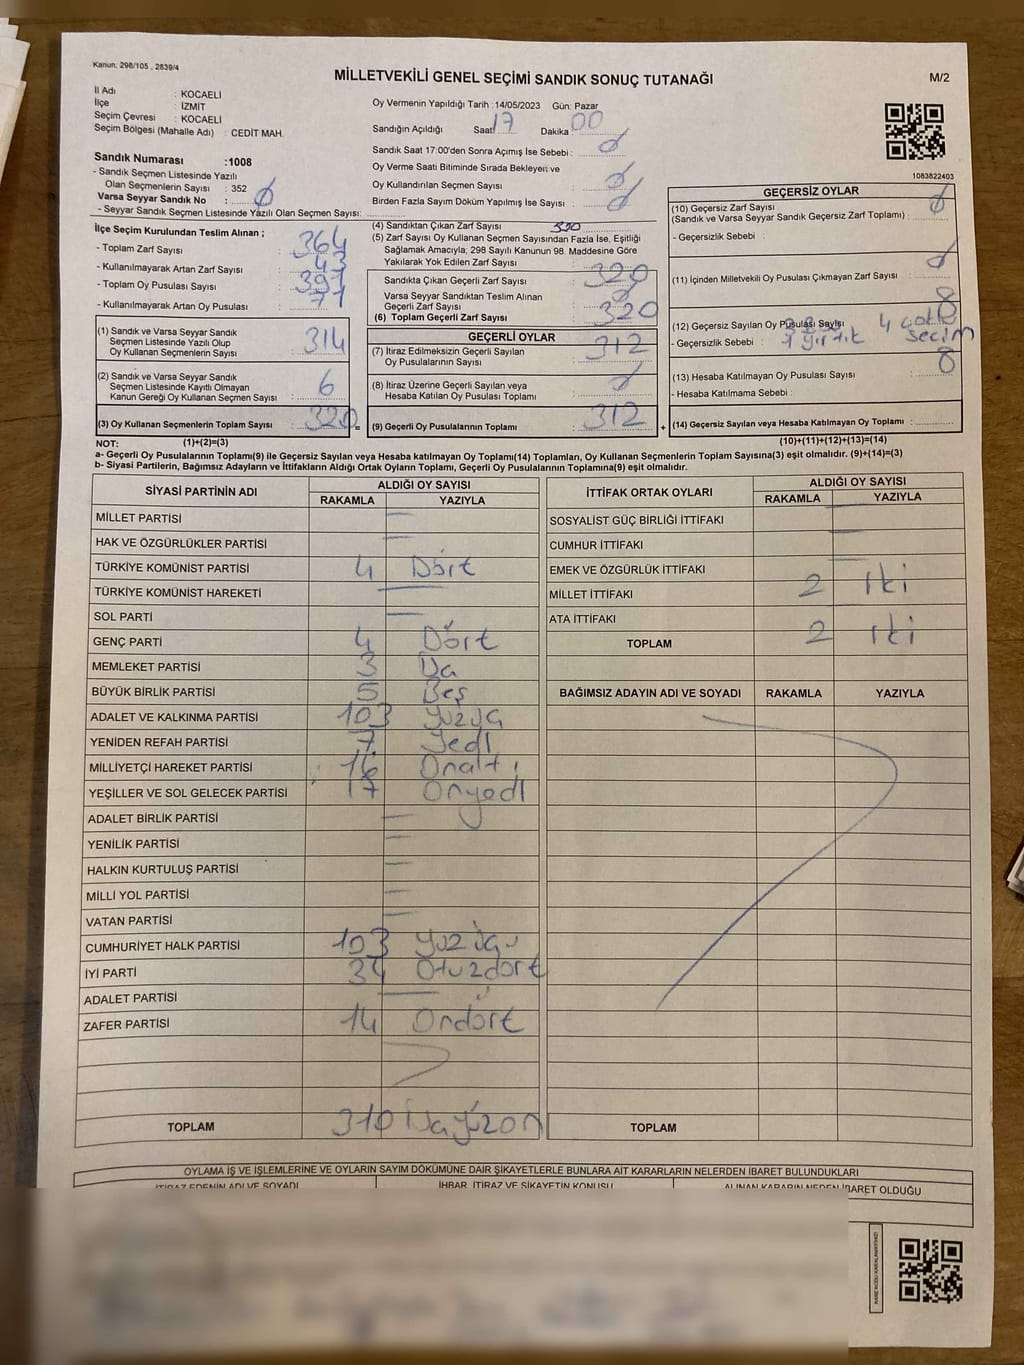 Kanun: 298/105 , 2839/4
MİLLETVEKİLİ GENEL SEÇİMİ SANDIK SONUÇ TUTANAĞI
M/2
İl Adı : KOCAELİ
İlçe : İZMİT
Seçim Çevresi : KOCAELİ
Seçim Bölgesi (Mahalle Adı) : CEDİT MAH.
Sandık Numarası :1008
- Sandık Seçmen Listesinde Yazılı
Olan Seçmenlerin Sayısı : 352
Varsa Seyyar Sandık No : Ø
- Seyyar Sandık Seçmen Listesinde Yazılı Olan Seçmen Sayısı:
Oy Vermenin Yapıldığı Tarih :14/05/2023 Gün: Pazar
Sandığın Açıldığı Saat 17 Dakika 00
Sandık Saat 17:00'den Sonra Açımış İse Sebebi : Ø
Oy Verme Saati Bitiminde Sırada Bekleyen ve
Oy Kullandırılan Seçmen Sayısı : Ø
Birden Fazla Sayım Döküm Yapılmış İse Sayısı : Ø
1083822403
İlçe Seçim Kurulundan Teslim Alınan ;
- Toplam Zarf Sayısı : 364
- Kullanılmayarak Artan Zarf Sayısı : 43
- Toplam Oy Pusulası : 391
- Kullanılmayarak Artan Oy Pusulası : 71
(1) Sandık ve Varsa Seyyar Sandık
Seçmen Listesinde Yazılı Olup
Oy Kullanan Seçmenlerin Sayısı : 314
(2) Sandık ve Varsa Seyyar Sandık
Seçmen Listesinde Kayıtlı Olmayan
Kanun Gereği Oy Kullanan Seçmen Sayısı : 6
(3) Oy Kullanan Seçmenlerin Toplam Sayısı : 320 =
(4) Sandıktan Çıkan Zarf Sayısı
(5) Zarf Sayısı Oy Kullanan Seçmen Sayısından Fazla İse, Eşitliği
Sağlamak Amacıyla; 298 Sayılı Kanunun 98. Maddesine Göre
Yakılarak Yok Edilen Zarf Sayısı :
Sandıkta Çıkan Geçerli Zarf Sayısı : 320
Varsa Seyyar Sandıktan Teslim Alınan
Geçerli Zarf Sayısı : Ø
(6) Toplam Geçerli Zarf Sayısı : 320
GEÇERLİ OYLAR
(7) İtiraz Edilmeksizin Geçerli Sayılan
Oy Pusulalarının Sayısı : 312
(8) İtiraz Üzerine Geçerli Sayılan veya
Hesaba Katılan Oy Pusulası Toplamı : Ø
(9) Geçerli Oy Pusulalarının Toplamı : 312 +
GEÇERSİZ OYLAR
(10) Geçersiz Zarf Sayısı Ø
(Sandık ve Varsa Seyyar Sandık Geçersiz Zarf Toplamı) :
- Geçersizlik Sebebi :
(11) İçinden Milletvekili Oy Pusulası Çıkmayan Zarf Sayısı : Ø
(12) Geçersiz Sayılan Oy Pusulası Sayısı : 8
- Geçersizlik Sebebi : yırtık 4 seçim
(13) Hesaba Katılmayan Oy Pusulası Sayısı : 8
- Hesaba Katılmama Sebebi :
(14) Geçersiz Sayılan veya Hesaba Katılmayan Oy Pusulası Toplamı :
NOT: (1)+(2)=(3) (10)+(11)+(12)+(13)=(14)
a- Geçerli Oy Pusulalarının Toplamı(9) ile Geçersiz Sayılan veya Hesaba katılmayan Oy Toplamı(14) Toplamları, Oy Kullanan Seçmenlerin Toplam Sayısına(3) eşit olmalıdır. (9)+(14)=(3)
b- Siyasi Partilerin, Bağımsız Adayların ve İttifakların Aldığı Ortak Oyların Toplamı, Geçerli Oy Pusulalarının Toplamına(9) eşit olmalıdır.
SİYASİ PARTİNİN ADI ALDIĞI OY SAYISI
RAKAMLA YAZIYLA
MİLLET PARTİSİ —
HAK VE ÖZGÜRLÜKLER PARTİSİ —
TÜRKİYE KOMÜNİST PARTİSİ 4 Dört
TÜRKİYE KOMÜNİST HAREKETİ —
SOL PARTİ —
GENÇ PARTİ 4 Dört
MEMLEKET PARTİSİ 3 Üç
BÜYÜK BİRLİK PARTİSİ 5 Beş
ADALET VE KALKINMA PARTİSİ 103 Yüzüç
YENİDEN REFAH PARTİSİ 7 Yedi
MİLLİYETÇİ HAREKET PARTİSİ 16 Onaltı
YEŞİLLER VE SOL GELECEK PARTİSİ 17 Onyedi
ADALET BİRLİK PARTİSİ —
YENİLİK PARTİSİ —
HALKIN KURTULUŞ PARTİSİ —
MİLLİ YOL PARTİSİ —
VATAN PARTİSİ —
CUMHURİYET HALK PARTİSİ 103 Yüzüç
İYİ PARTİ 34 Otuzdört
ADALET PARTİSİ —
ZAFER PARTİSİ 14 Ondört
TOPLAM 310 Üçyüzon
İTTİFAK ORTAK OYLARI ALDIĞI OY SAYISI
RAKAMLA YAZIYLA
SOSYALİST GÜÇ BİRLİĞİ İTTİFAKI —
CUMHUR İTTİFAKI —
EMEK VE ÖZGÜRLÜK İTTİFAKI —
MİLLET İTTİFAKI 2 İki
ATA İTTİFAKI
TOPLAM 2 İki
BAĞIMSIZ ADAYIN ADI VE SOYADI RAKAMLA YAZIYLA
TOPLAM
OYLAMA İŞ VE İŞLEMLERİNE VE OYLARIN SAYIM DÖKÜMÜNE DAİR ŞİKAYETLERLE BUNLARA AİT KARARLARIN NELERDEN İBARET BULUNDUKLARI
İTİRAZ EDENİN ADI VE SOYADI İHBAR, İTİRAZ VE ŞİKAYETİN KONUSU ALINAN KARARIN NEDEN İBARET OLDUĞU